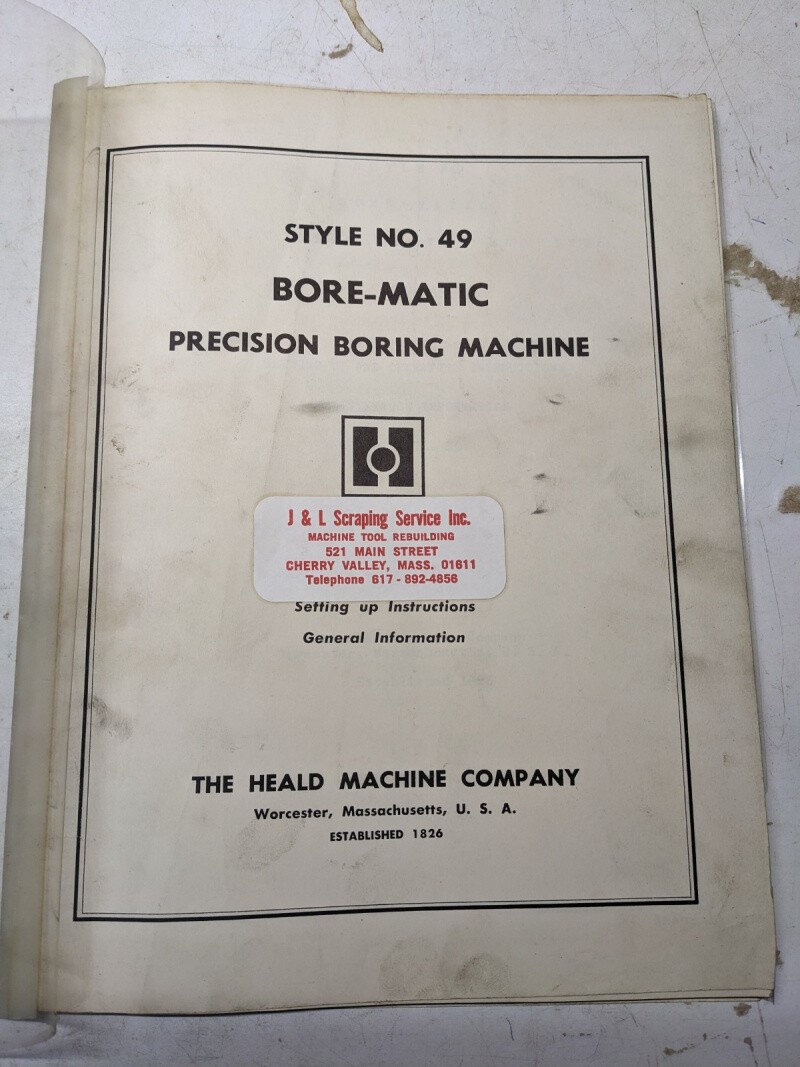 STYLE NO. 49
BORE-MATIC
PRECISION BORING MACHINE
J & L Scraping Service Inc.
MACHINE TOOL REBUILDING
521 MAIN STREET
CHERRY VALLEY, MASS. 01611
Telephone 617 - 892-4856
Setting up Instructions
General Information
THE HEALD MACHINE COMPANY
Worcester, Massachusetts, U. S. A.
ESTABLISHED 1826